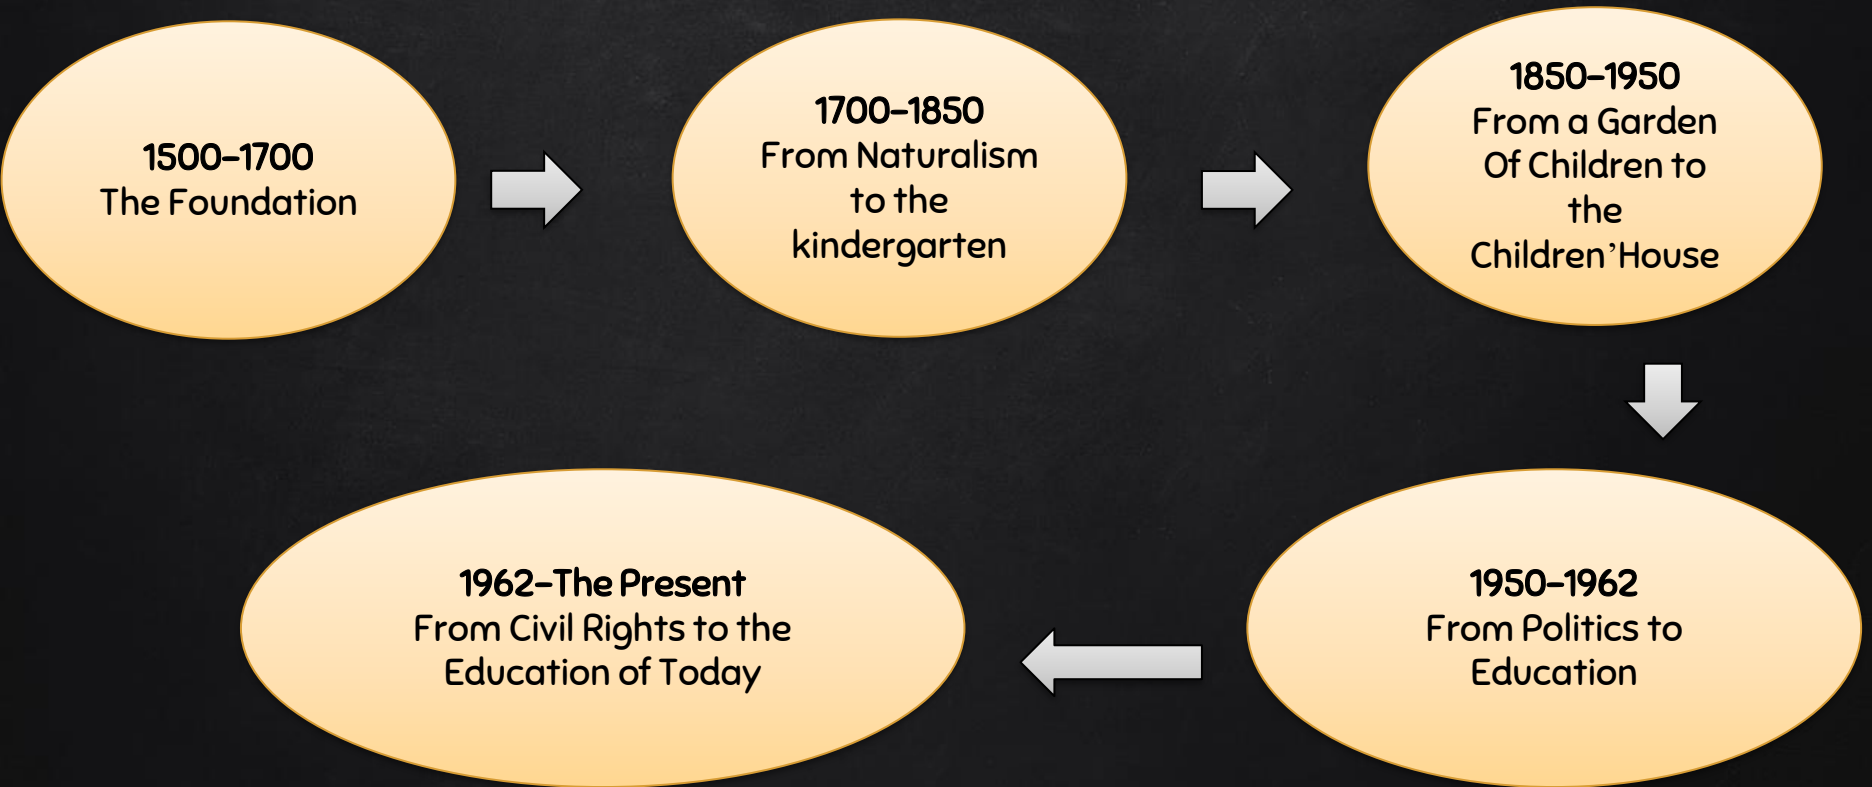 1500–1700
The Foundation
1700–1850
From Naturalism
to the
kindergarten
1850–1950
From a Garden
Of Children to
the
Children’House
1950–1962
From Politics to
Education
1962–The Present
From Civil Rights to the
Education of Today